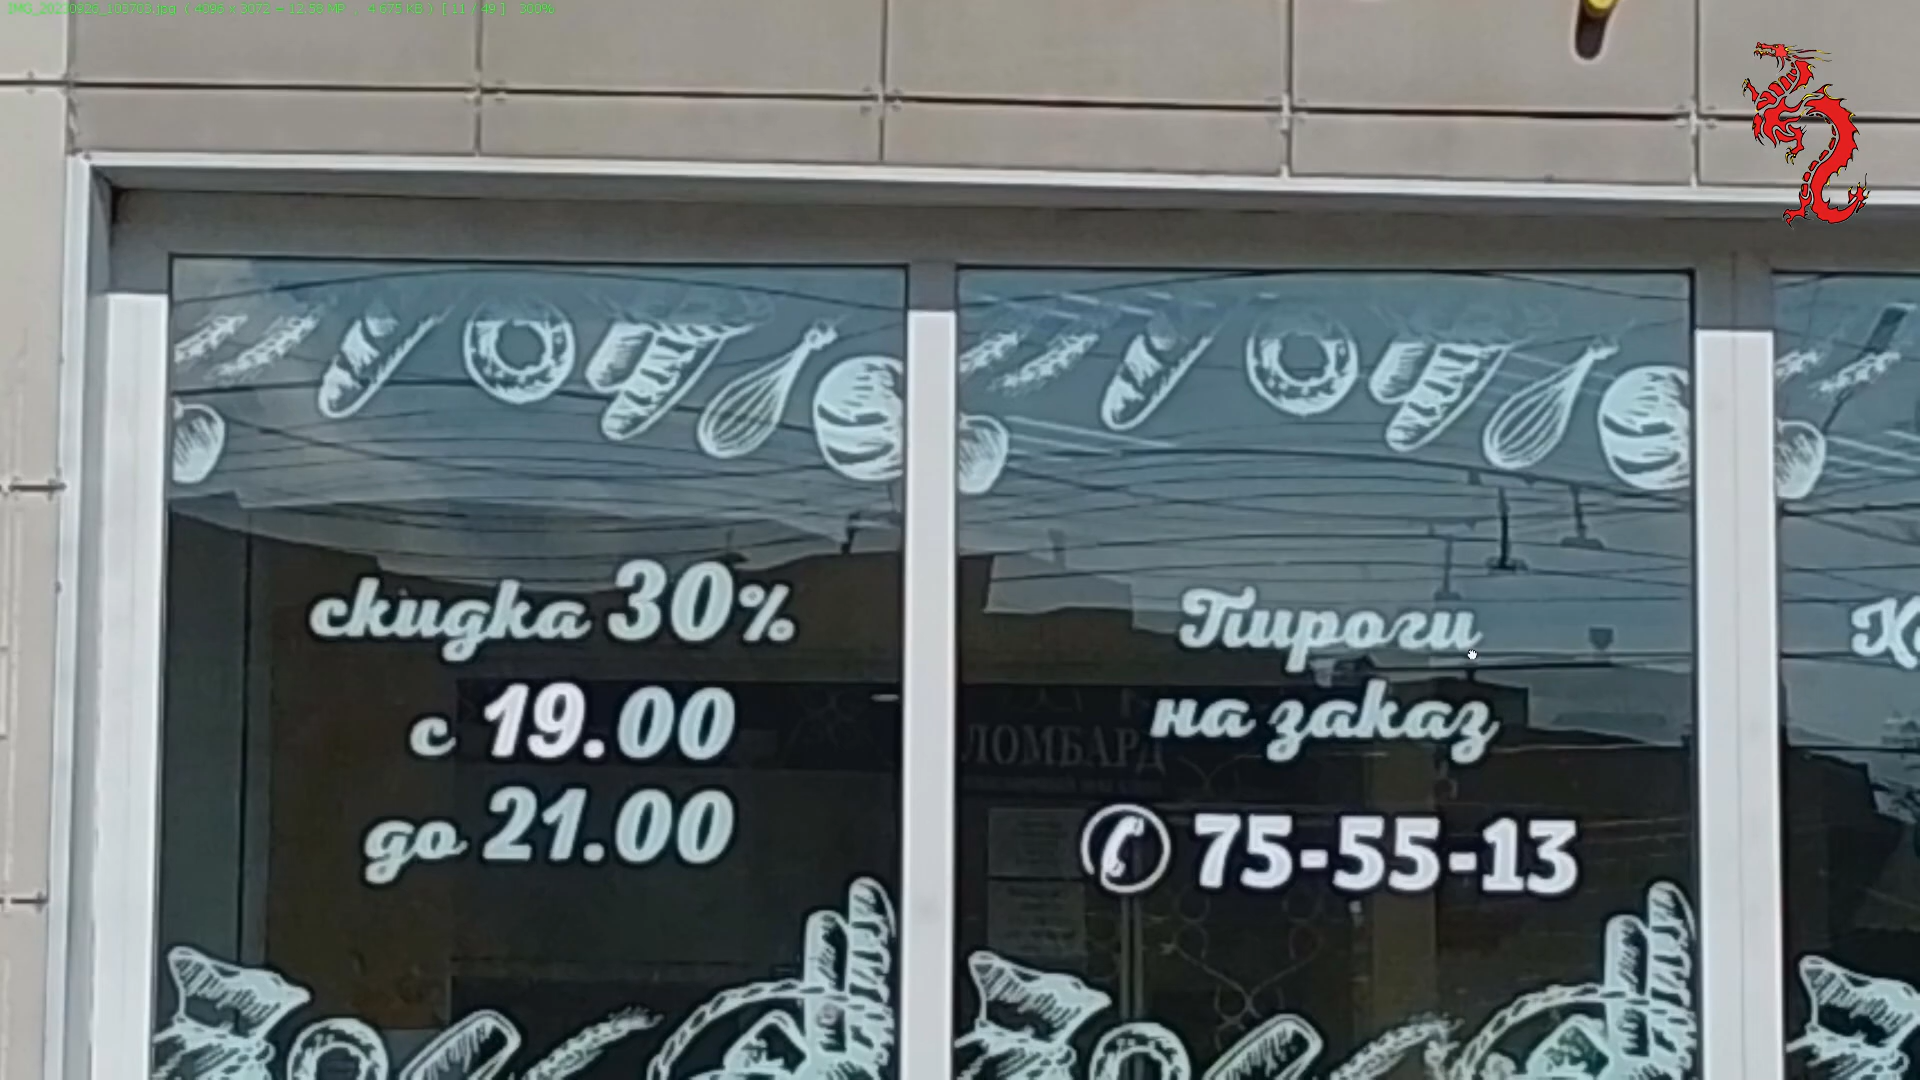 скидка 30%
с 19.00
до 21.00
Пироги
на заказ
75-55-13
ЛОМБАРД